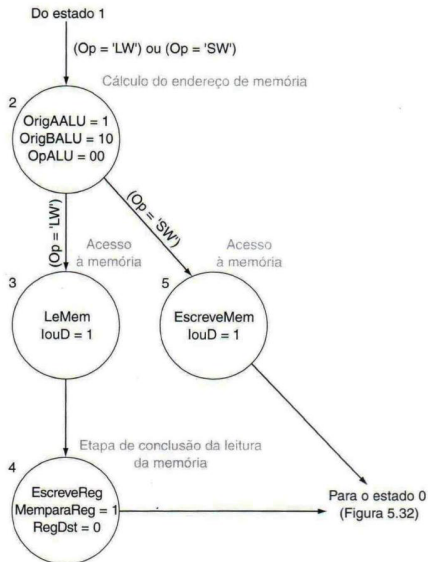 Do estado 1
(Op = 'LW') ou (Op = 'SW')
Cálculo do endereço de memória
2
OrigAALU = 1
OrigBALU = 10
OpALU = 00
(Op = 'LW')
(Op = 'SW')
Acesso
à memória
Acesso
à memória
3
LeMem
IouD = 1
5
EscreveMem
IouD = 1
Etapa de conclusão da leitura
da memória
4
EscreveReg
MemparaReg = 1
RegDst = 0
Para o estado 0
(Figura 5.32)